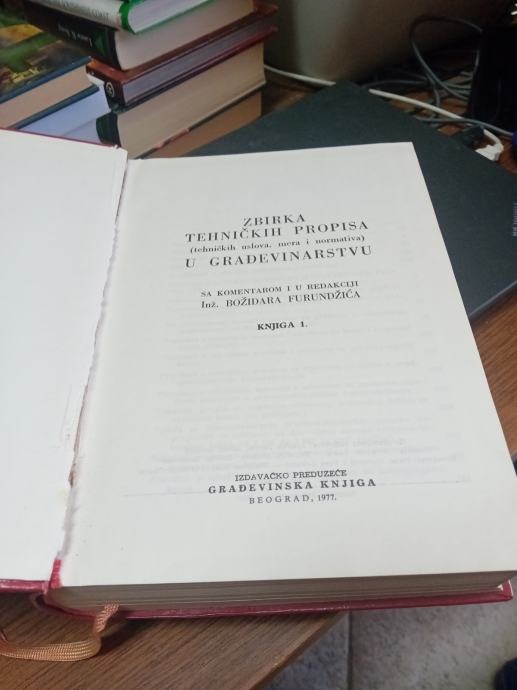 ZBIRKA
TEHNIČKIH PROPISA
(tehničkih uslova, mera i normativa)
U GRAĐEVINARSTVU
SA KOMENTAROM I U REDAKCIJI
Inž. BOŽIDARA FURUNDŽIĆA
KNJIGA 1.
IZDAVAČKO PREDUZEĆE
GRAĐEVINSKA KNJIGA
BEOGRAD, 1977.